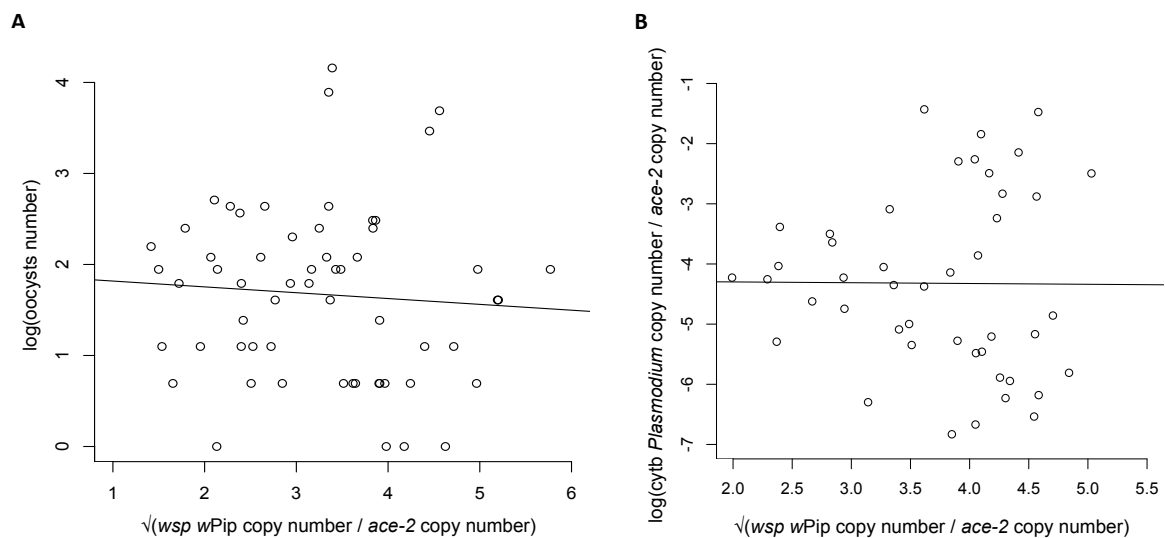 A
log(oocysts number)
4
3
2
1
0
1 2 3 4 5 6
√(wsp wPip copy number / ace-2 copy number)
B
log(cytb Plasmodium copy number / ace-2 copy number)
-1
-2
-3
-4
-5
-6
-7
2.0 2.5 3.0 3.5 4.0 4.5 5.0 5.5
√(wsp wPip copy number / ace-2 copy number)